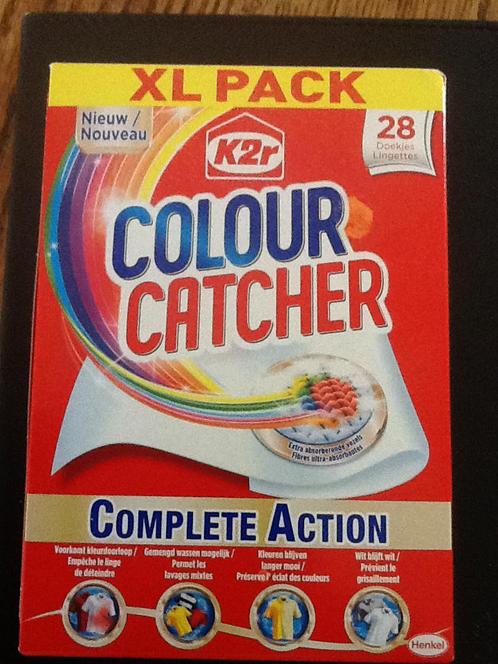 XL PACK
Nieuw /
Nouveau
K2r
28
Doekjes
Lingettes
COLOUR
CATCHER
Extra absorberende vezels
Fibres ultra-absorbantes
COMPLETE ACTION
Voorkomt kleurdoorloop /
Empêche le linge
de déteindre
Gemengd wassen mogelijk /
Permet les
lavages mixtes
Kleuren blijven
langer mooi /
Préserve l' éclat des couleurs
Wit blijft wit /
Prévient le
grisaillement
Henkel